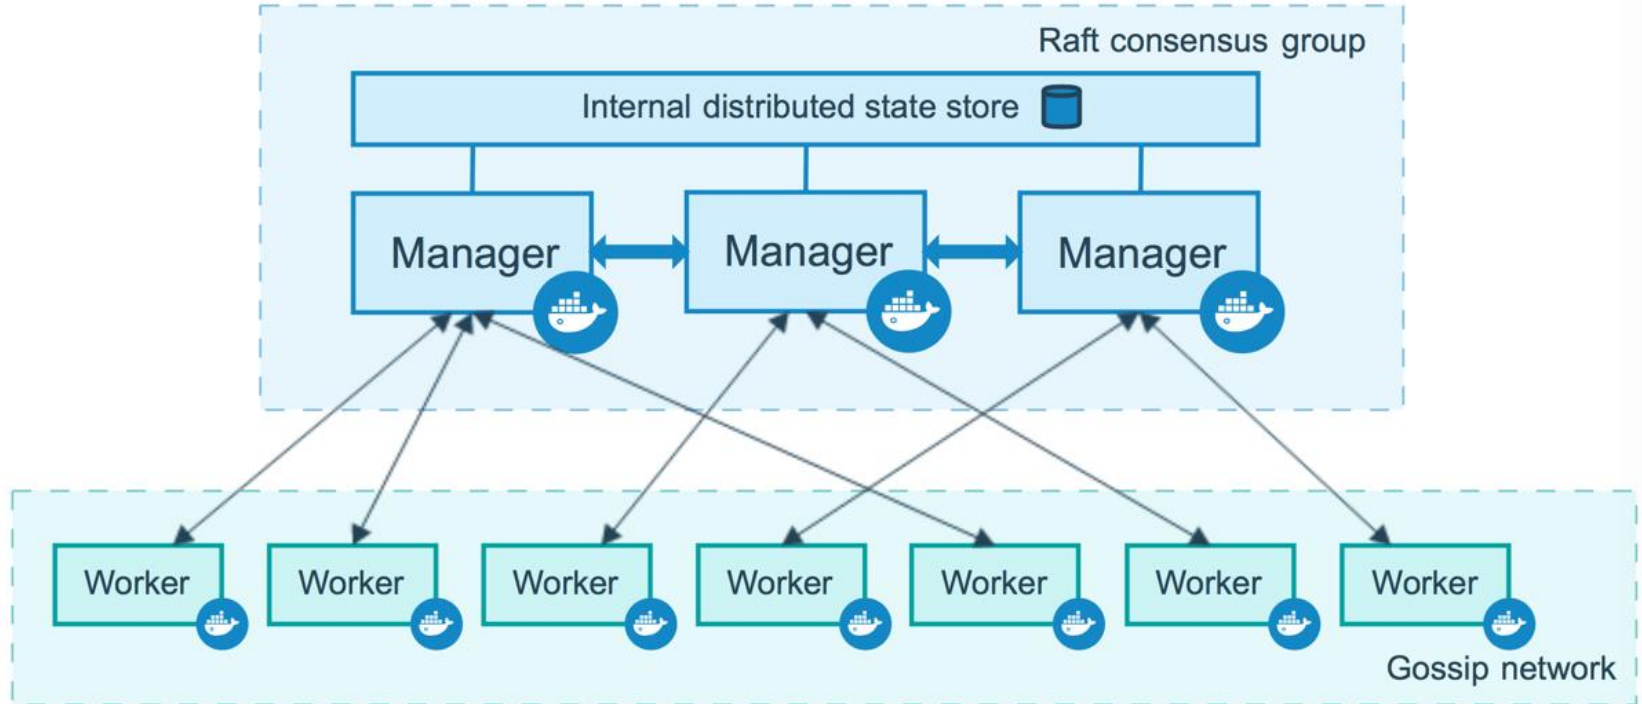 Raft consensus group
Internal distributed state store
Manager
Manager
Manager
Worker
Worker
Worker
Worker
Worker
Worker
Worker
Gossip network